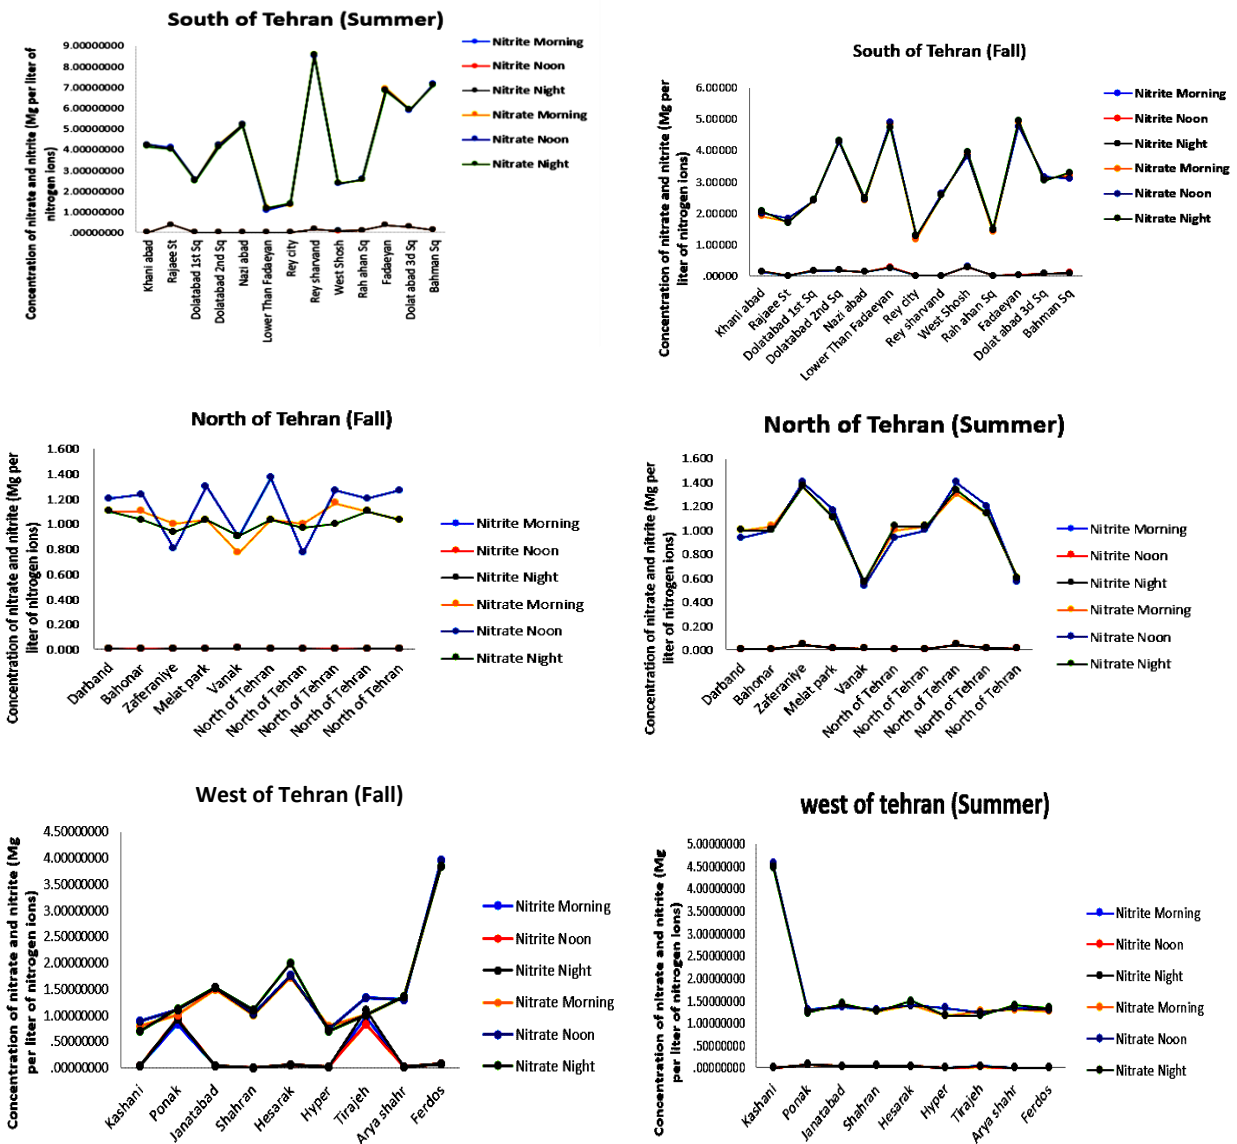 South of Tehran (Summer)
Concentration of nitrate and nitrite (Mg per liter of
nitrogen ions)
9.00000000
8.00000000
7.00000000
6.00000000
5.00000000
4.00000000
3.00000000
2.00000000
1.00000000
.00000000
Khani abad
Rajaee St
Dolatabad 1st Sq
Dolatabad 2nd Sq
Nazi abad
Lower Than Fadaeyan
Rey city
Rey sharvand
West Shosh
Rah ahan Sq
Fadaeyan
Dolat abad 3d Sq
Bahman Sq
Nitrite Morning
Nitrite Noon
Nitrite Night
Nitrate Morning
Nitrate Noon
Nitrate Night
South of Tehran (Fall)
Concentration of nitrate and nitrite (Mg per
liter of nitrogen ions)
6.00000
5.00000
4.00000
3.00000
2.00000
1.00000
.00000
Khani abad
Rajaee St
Dolatabad 1st Sq
Dolatabad 2nd Sq
Nazi abad
Lower Than Fadaeyan
Rey city
Rey sharvand
West Shosh
Rah ahan Sq
Fadaeyan
Dolat abad 3d Sq
Bahman Sq
Nitrite Morning
Nitrite Noon
Nitrite Night
Nitrate Morning
Nitrate Noon
Nitrate Night
North of Tehran (Fall)
Concentration of nitrate and nitrite (Mg per
liter of nitrogen ions)
1.600
1.400
1.200
1.000
0.800
0.600
0.400
0.200
0.000
Darband
Bahonar
Zaferaniye
Melat park
Vanak
North of Tehran
North of Tehran
North of Tehran
North of Tehran
North of Tehran
Nitrite Morning
Nitrite Noon
Nitrite Night
Nitrate Morning
Nitrate Noon
Nitrate Night
North of Tehran (Summer)
Concentration of nitrate and nitrite (Mg per
liter of nitrogen ions)
1.600
1.400
1.200
1.000
0.800
0.600
0.400
0.200
0.000
Darband
Bahonar
Zaferaniye
Melat park
Vanak
North of Tehran
North of Tehran
North of Tehran
North of Tehran
North of Tehran
Nitrite Morning
Nitrite Noon
Nitrite Night
Nitrate Morning
Nitrate Noon
Nitrate Night
West of Tehran (Fall)
Concentration of nitrate and nitrite (Mg
per liter of nitrogen ions)
4.50000000
4.00000000
3.50000000
3.00000000
2.50000000
2.00000000
1.50000000
1.00000000
.50000000
.00000000
Kashani
Ponak
Janatabad
Shahran
Hesarak
Hyper
Tirajeh
Arya shahr
Ferdos
Nitrite Morning
Nitrite Noon
Nitrite Night
Nitrate Morning
Nitrate Noon
Nitrate Night
west of tehran (Summer)
Concentration of nitrate and nitrite (Mg
per liter of nitrogen ions)
5.00000000
4.50000000
4.00000000
3.50000000
3.00000000
2.50000000
2.00000000
1.50000000
1.00000000
.50000000
.00000000
Kashani
Ponak
Janatabad
Shahran
Hesarak
Hyper
Tirajeh
Arya shahr
Ferdos
Nitrite Morning
Nitrite Noon
Nitrite Night
Nitrate Morning
Nitrate Noon
Nitrate Night